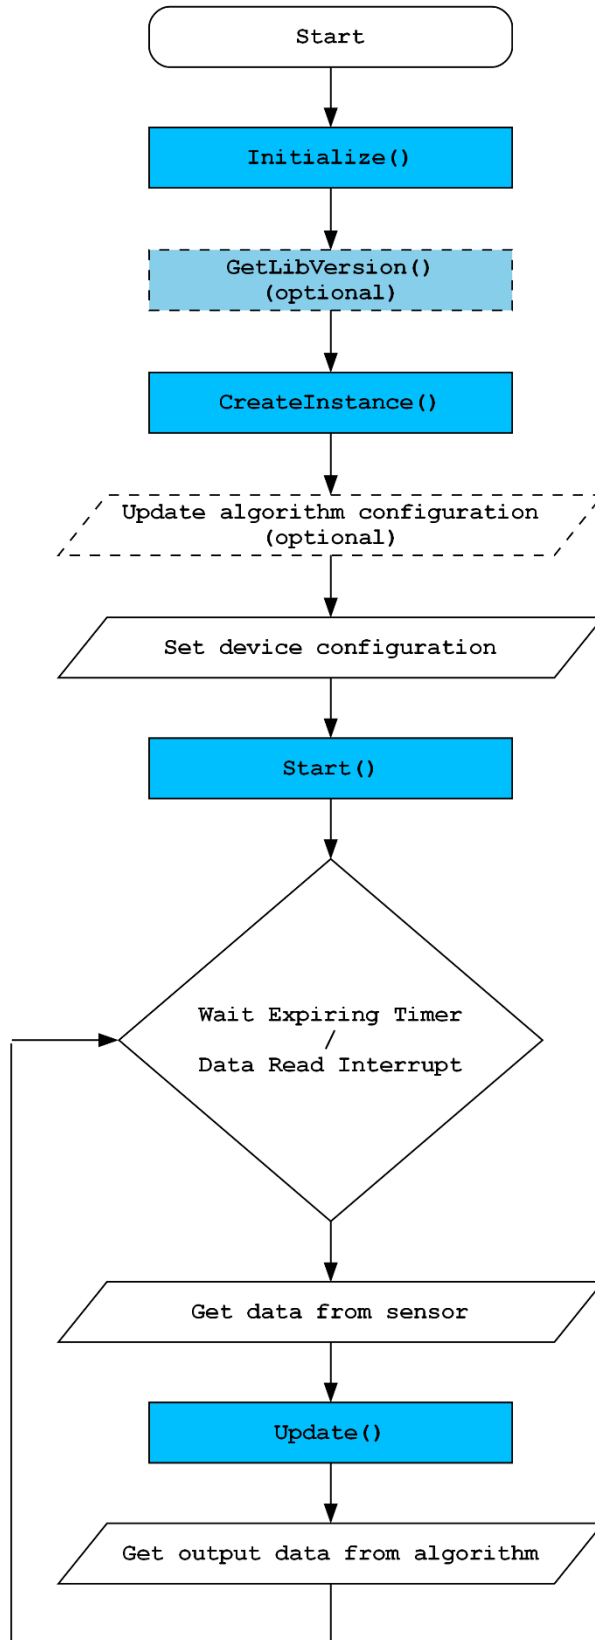 Start
Initialize()
GetLibVersion()
(optional)
CreateInstance()
Update algorithm configuration
(optional)
Set device configuration
Start()
Wait Expiring Timer
/
Data Read Interrupt
Get data from sensor
Update()
Get output data from algorithm